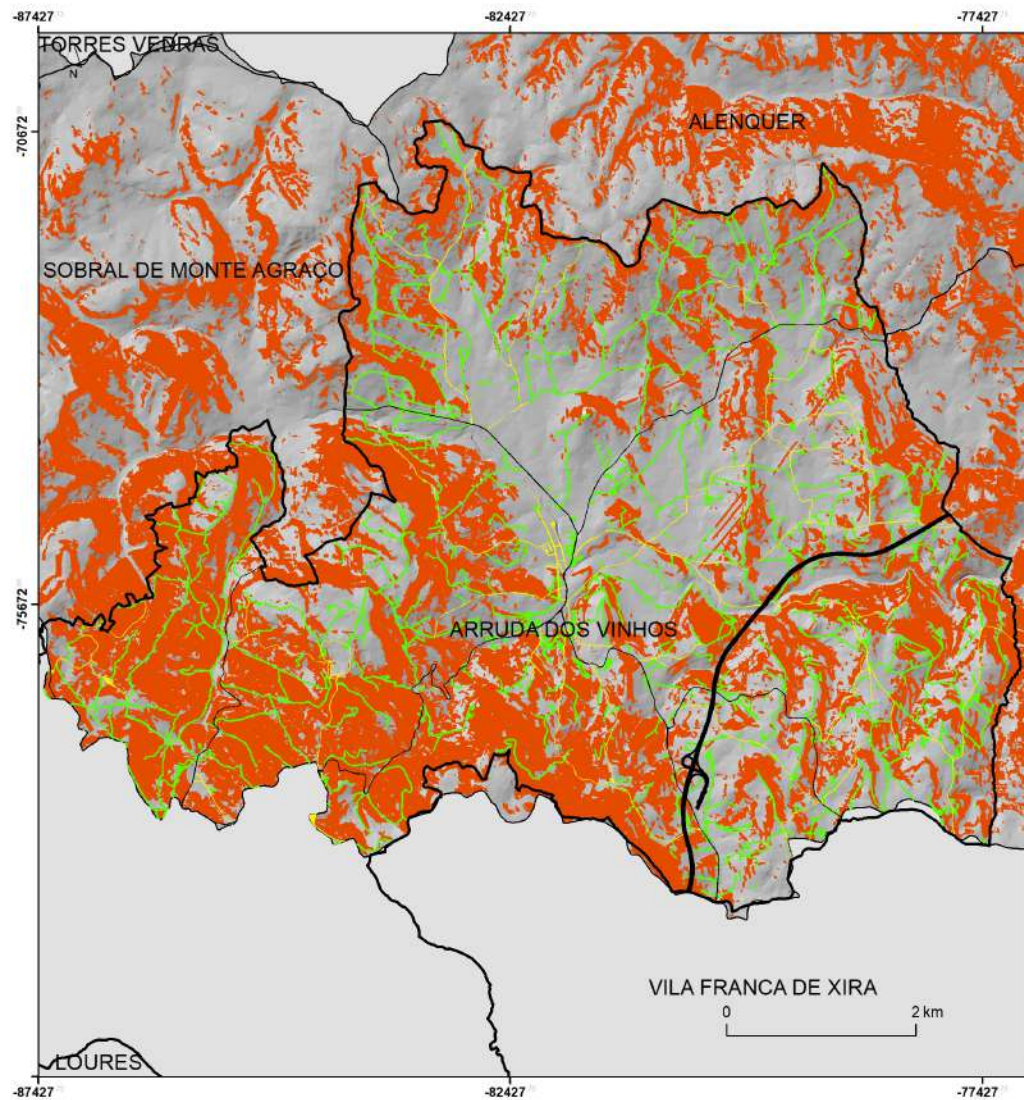 -87427
-82427
-77427
TORRES VEDRAS
N
-70672
ALENQUER
SOBRAL DE MONTE AGRAÇO
-75672
ARRUDA DOS VINHOS
VILA FRANCA DE XIRA
0
2 km
LOURES
-87427
-82427
-77427